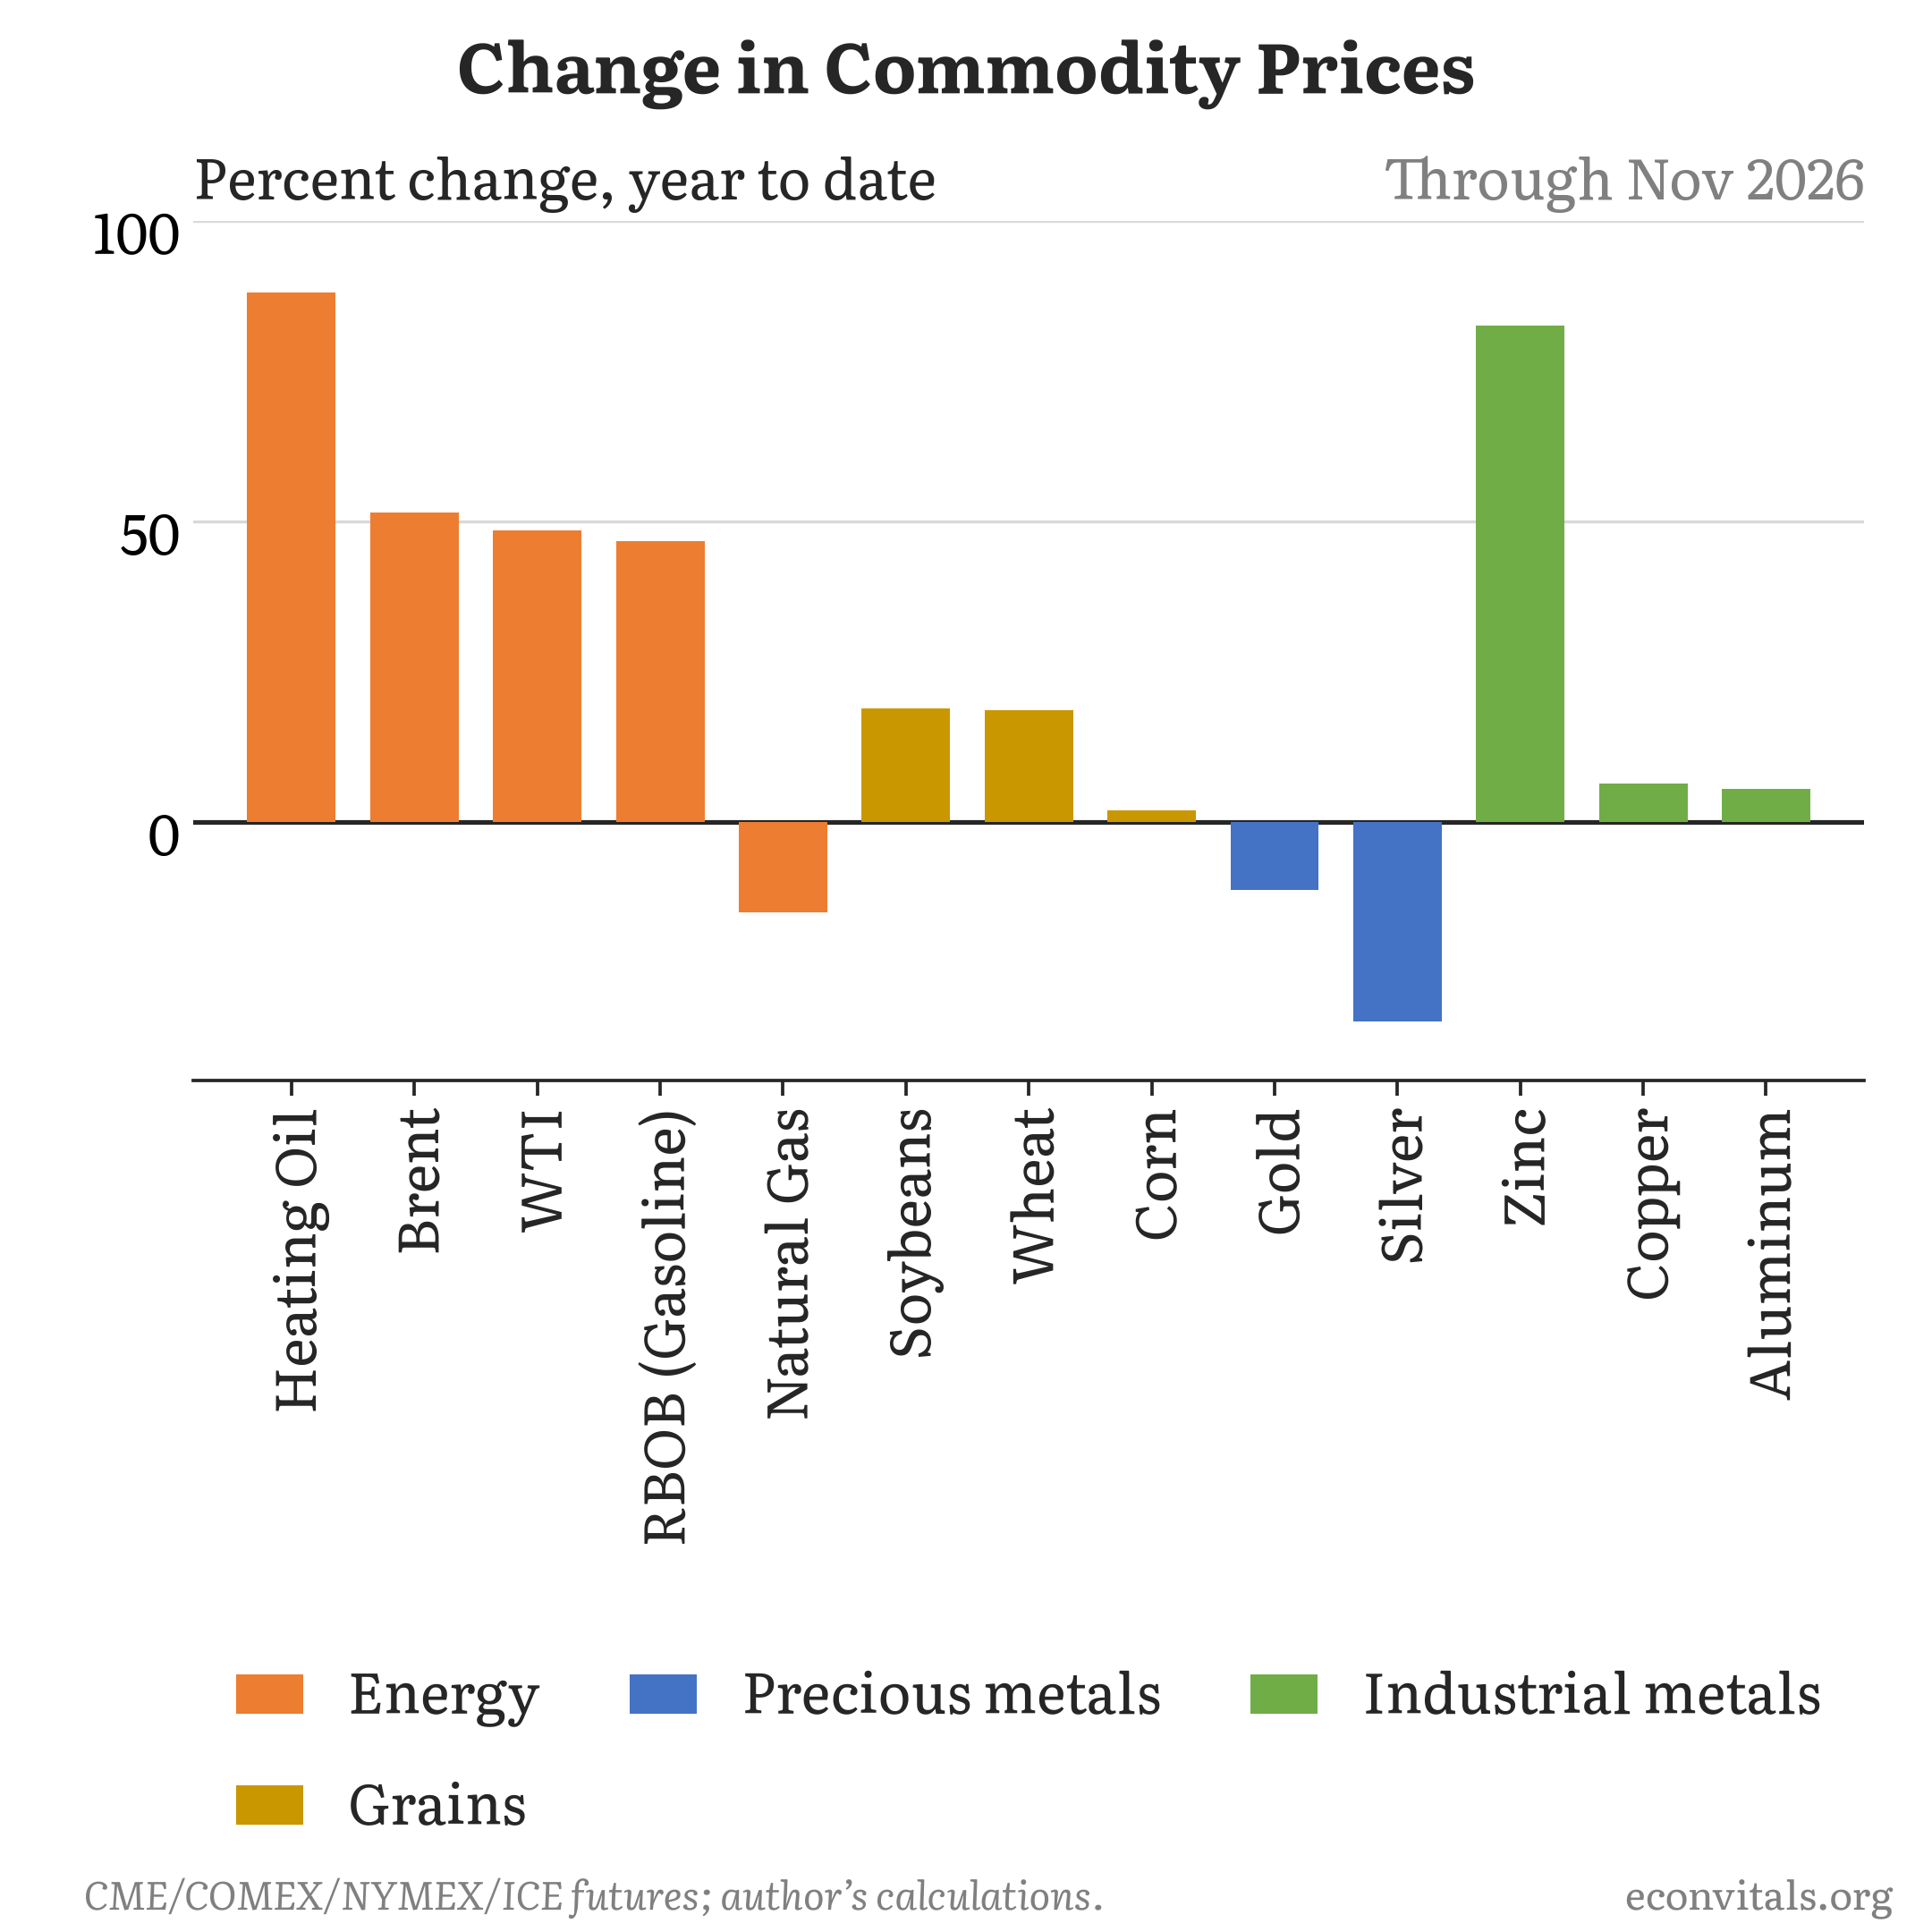 Change in Commodity Prices
Percent change, year to date
Through Nov 2026
100
50
0
Heating Oil
Brent
WTI
RBOB (Gasoline)
Natural Gas
Soybeans
Wheat
Corn
Gold
Silver
Zinc
Copper
Aluminum
Energy
Precious metals
Industrial metals
Grains
CME/COMEX/NYMEX/ICE futures; author’s calculations.
econvitals.org